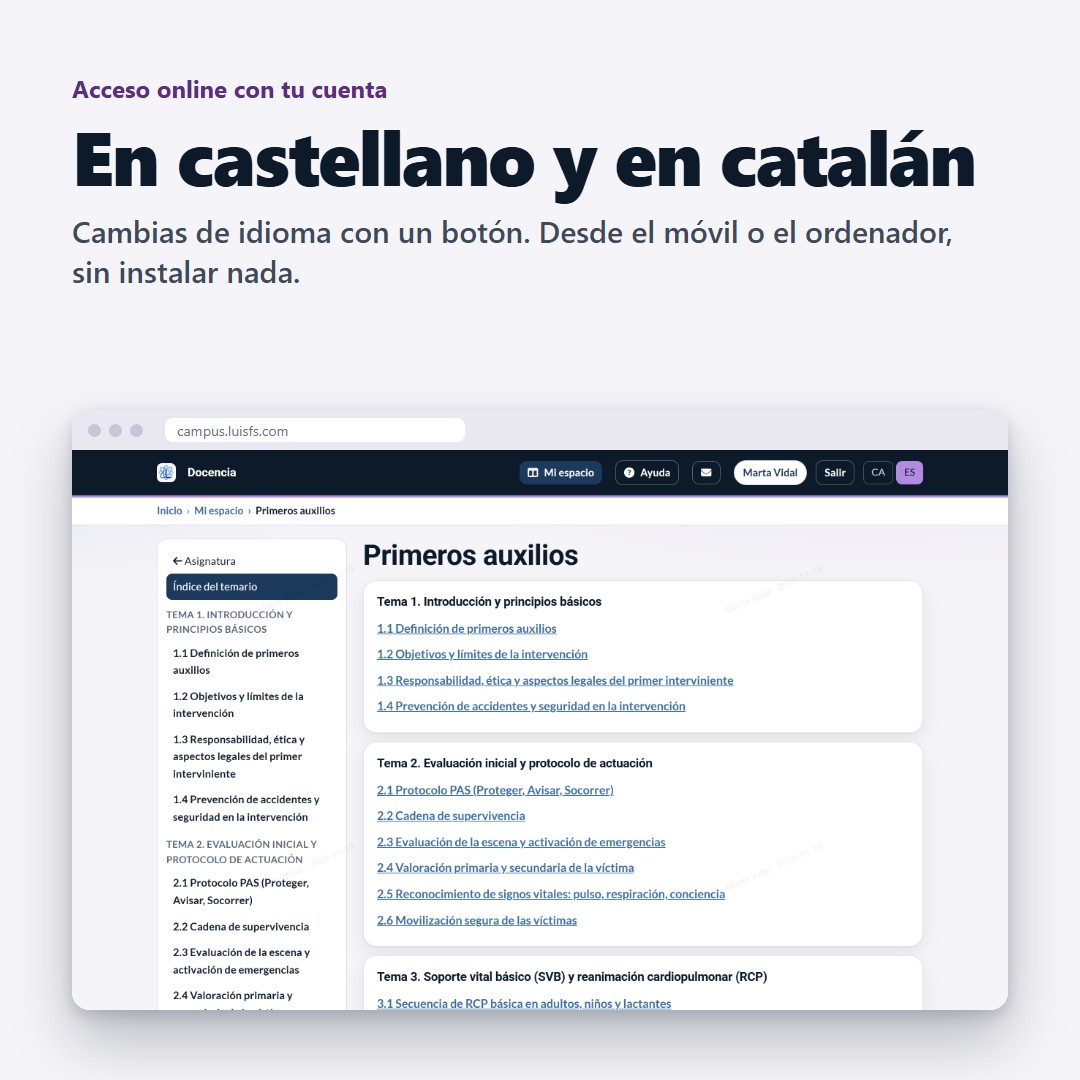 Acceso online con tu cuenta
En castellano y en catalán
Cambias de idioma con un botón. Desde el móvil o el ordenador,
sin instalar nada.
campus.luisfs.com
Docencia
Mi espacio
Ayuda
Marta Vidal
Salir
CA
ES
Inicio › Mi espacio › Primeros auxilios
← Asignatura
Índice del temario
TEMA 1. INTRODUCCIÓN Y
PRINCIPIOS BÁSICOS
1.1 Definición de primeros
auxilios
1.2 Objetivos y límites de la
intervención
1.3 Responsabilidad, ética y
aspectos legales del primer
interviniente
1.4 Prevención de accidentes y
seguridad en la intervención
TEMA 2. EVALUACIÓN INICIAL Y
PROTOCOLO DE ACTUACIÓN
2.1 Protocolo PAS (Proteger,
Avisar, Socorrer)
2.2 Cadena de supervivencia
2.3 Evaluación de la escena y
activación de emergencias
2.4 Valoración primaria y
Primeros auxilios
Tema 1. Introducción y principios básicos
1.1 Definición de primeros auxilios
1.2 Objetivos y límites de la intervención
1.3 Responsabilidad, ética y aspectos legales del primer interviniente
1.4 Prevención de accidentes y seguridad en la intervención
Tema 2. Evaluación inicial y protocolo de actuación
2.1 Protocolo PAS (Proteger, Avisar, Socorrer)
2.2 Cadena de supervivencia
2.3 Evaluación de la escena y activación de emergencias
2.4 Valoración primaria y secundaria de la víctima
2.5 Reconocimiento de signos vitales: pulso, respiración, conciencia
2.6 Movilización segura de las víctimas
Tema 3. Soporte vital básico (SVB) y reanimación cardiopulmonar (RCP)
3.1 Secuencia de RCP básica en adultos, niños y lactantes